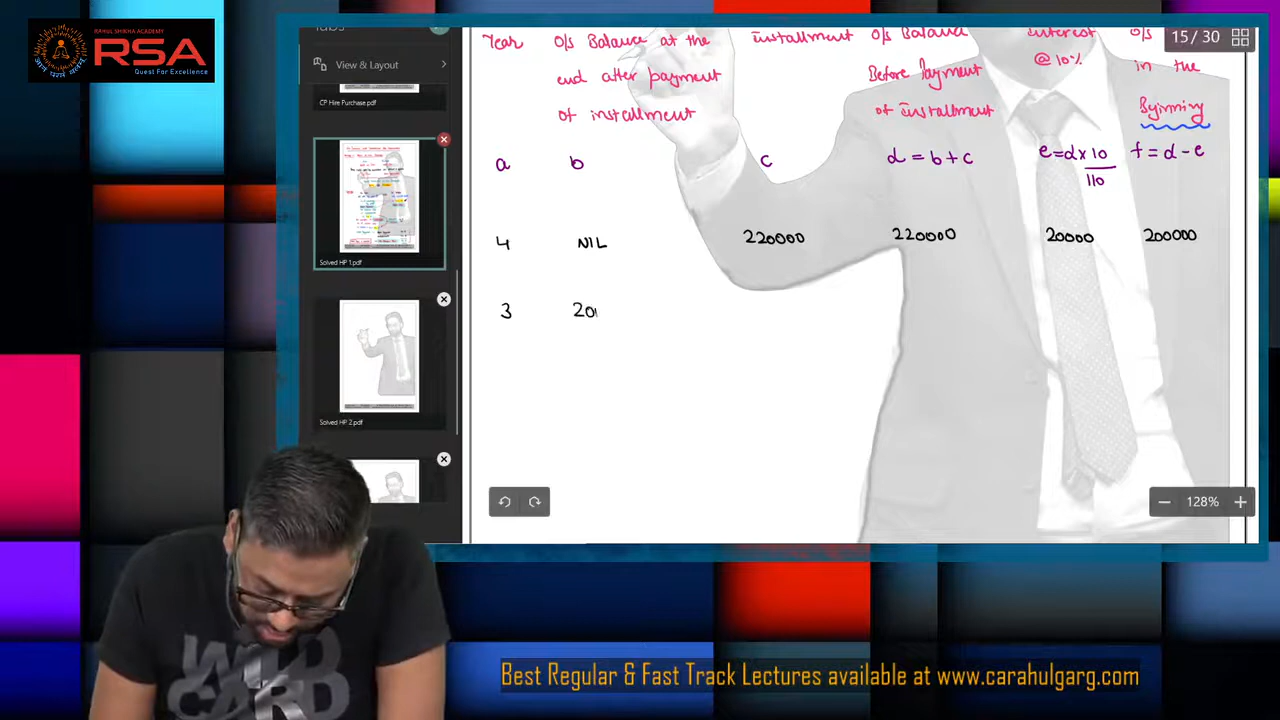 RAHUL SHIKHA ACADEMY
RSA
Quest For Excellence
View & Layout
CP Hire Purchase.pdf
Solved HP 1.pdf
Solved HP 2.pdf
15 / 30
Year O/S Balance at the end after payment of installment
installment
O/S Balance Before Payment of installment
interest @ 10%
O/S in the Beginning
a b c d = b + c e = d x 10 / 110 f = d - e
4 NIL 220000 220000 20000 200000
3 20
128%
WILD
CARD
Best Regular & Fast Track Lectures available at www.carahulgarg.com